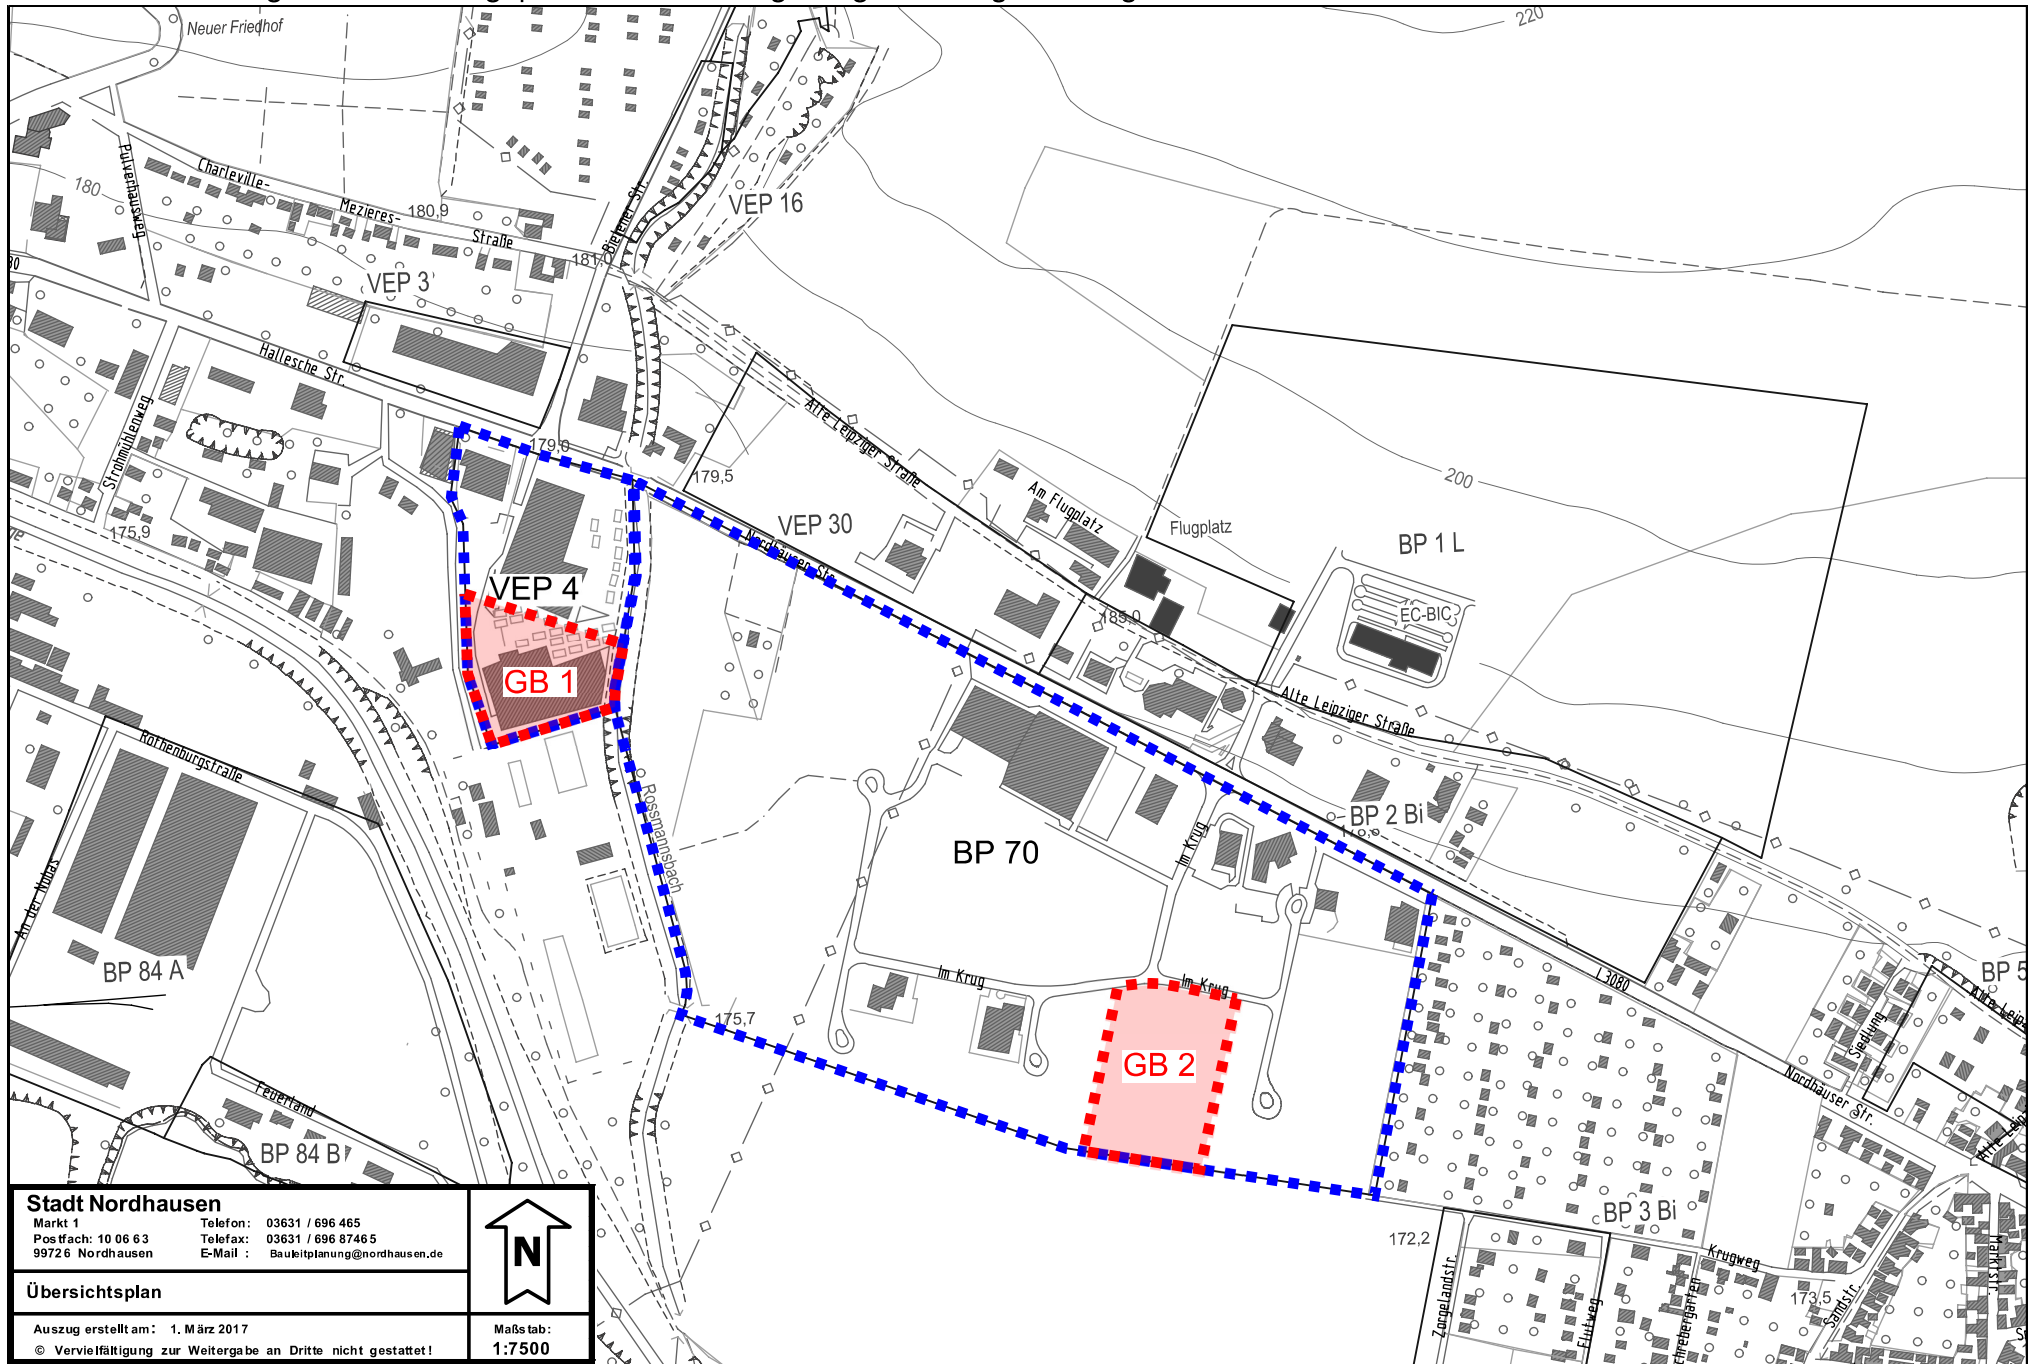 Neuer Friedhof
220
Pulverhausweg
Charleville-
Mezieres-
Straße
180
180,9
181,0
Bielener Str.
VEP 16
VEP 3
Hallesche Str.
Strohmühlenweg
175,9
179,0
179,5
Alte Leipziger Straße
Am Flugplatz
Flugplatz
200
BP 1 L
EC-BIC
VEP 30
Nordhäuser Str.
VEP 4
GB 1
185,0
Alte Leipziger Straße
Rothenburgstraße
Rossmannsbach
BP 2 Bi
Im Krug
BP 70
An der Nobas
BP 84 A
Im Krug
Im Krug
L3080
BP 5
Alte Leip
175,7
GB 2
Siedlung
Nordhäuser Str.
Alte Leip
Feuerland
BP 84 B
BP 3 Bi
172,2
Krugweg
Zorgelandstr.
Flutweg
173,5
Sandstr.
Marktstr.
Stadt Nordhausen
Markt 1 Telefon: 03631 / 696 465
Postfach: 10 06 63 Telefax: 03631 / 696 87465
99726 Nordhausen E-Mail : Bauleitplanung@nordhausen.de
N
Übersichtsplan
Auszug erstellt am: 1. März 2017
© Vervielfältigung zur Weitergabe an Dritte nicht gestattet!
Maßstab:
1:7500